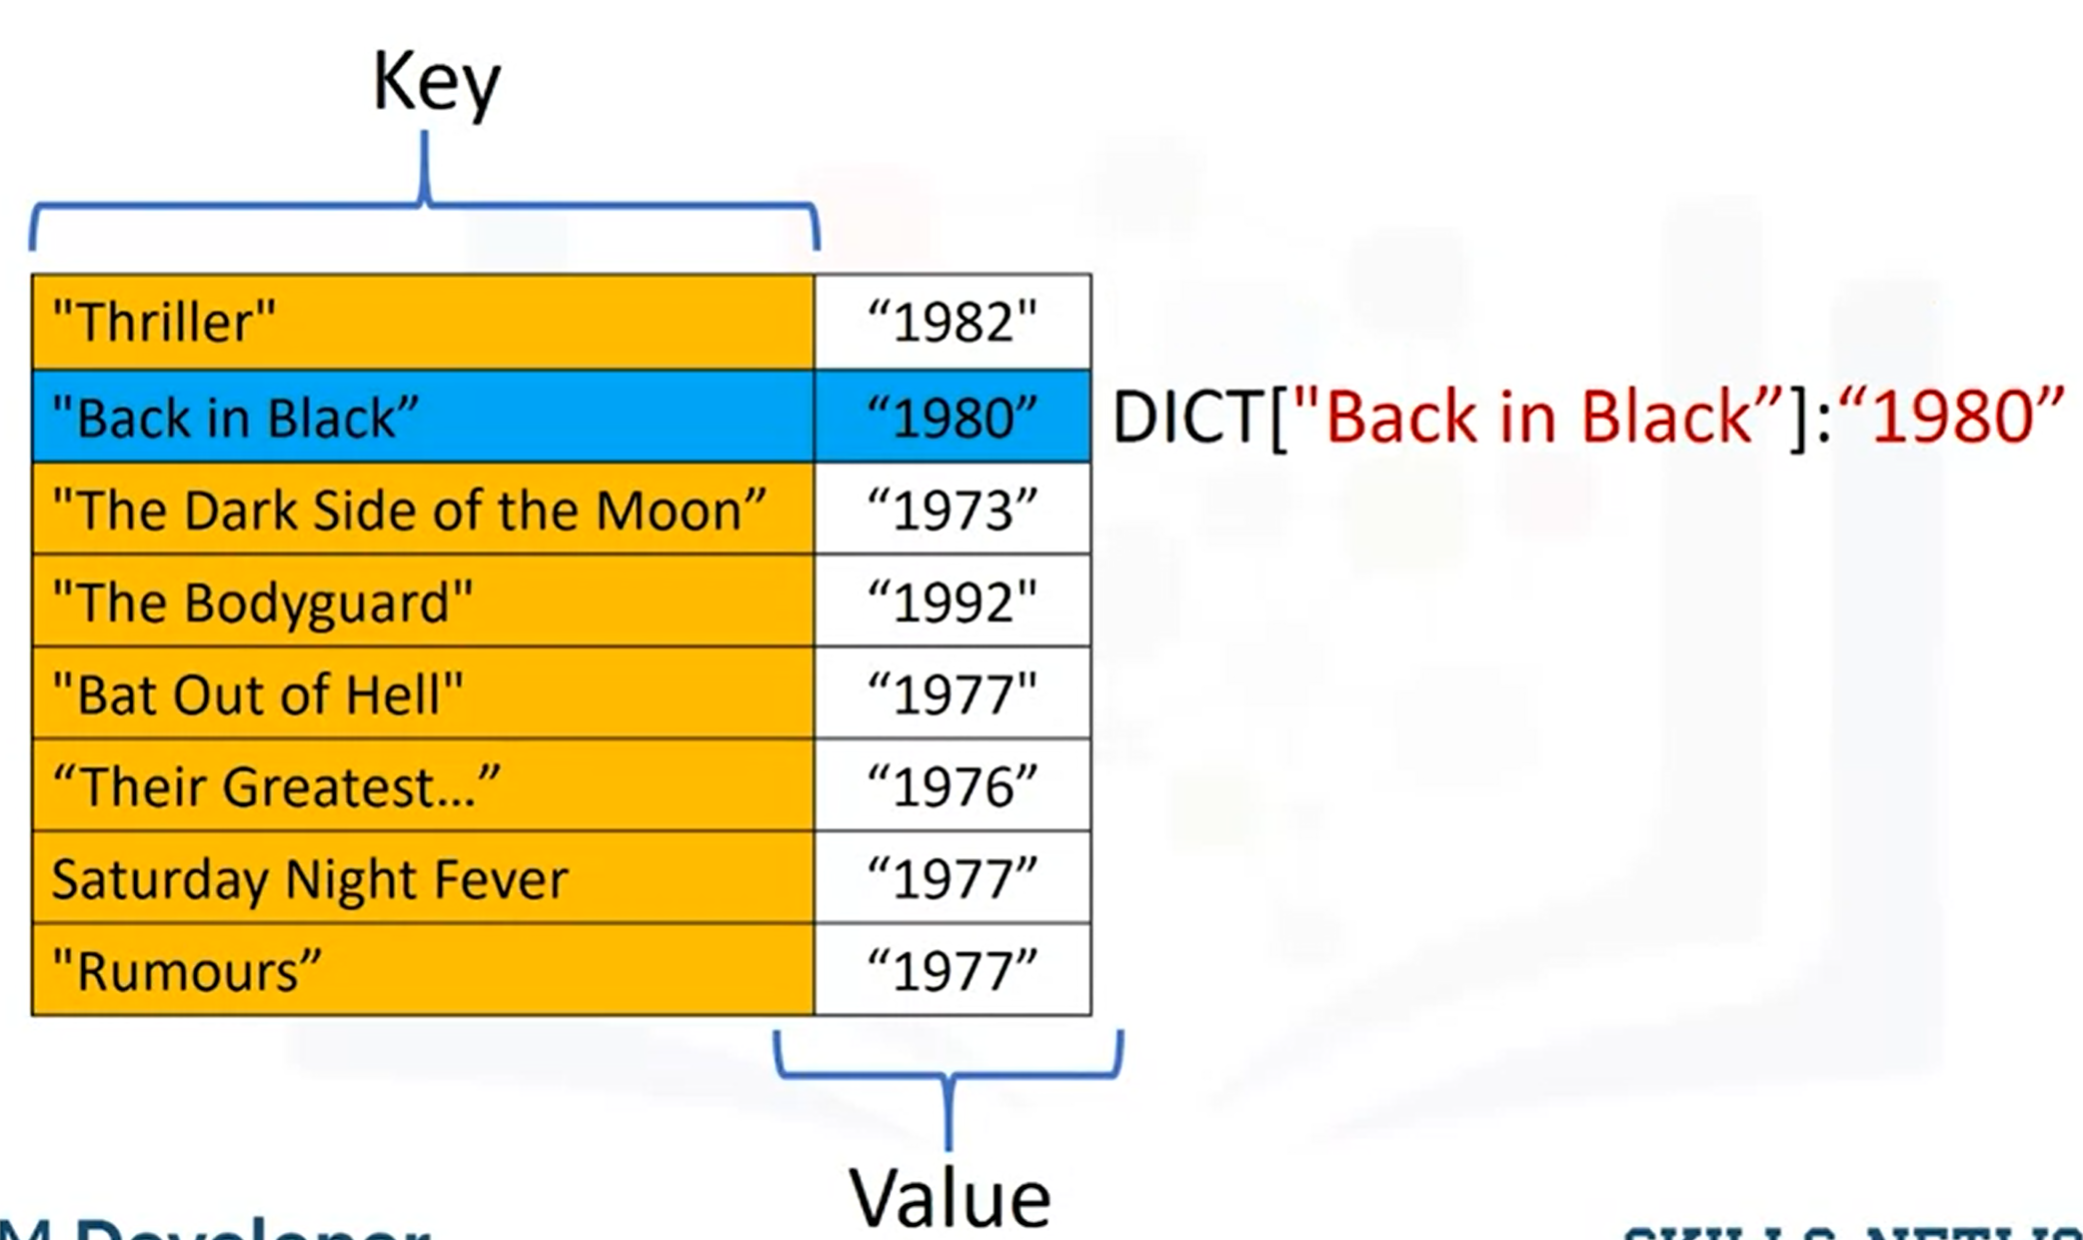 Key
"Thriller" “1982"
"Back in Black” “1980” DICT["Back in Black”]:“1980”
"The Dark Side of the Moon” “1973”
"The Bodyguard" “1992"
"Bat Out of Hell" “1977"
“Their Greatest...” “1976”
Saturday Night Fever “1977”
"Rumours” “1977”
Value
M Developer